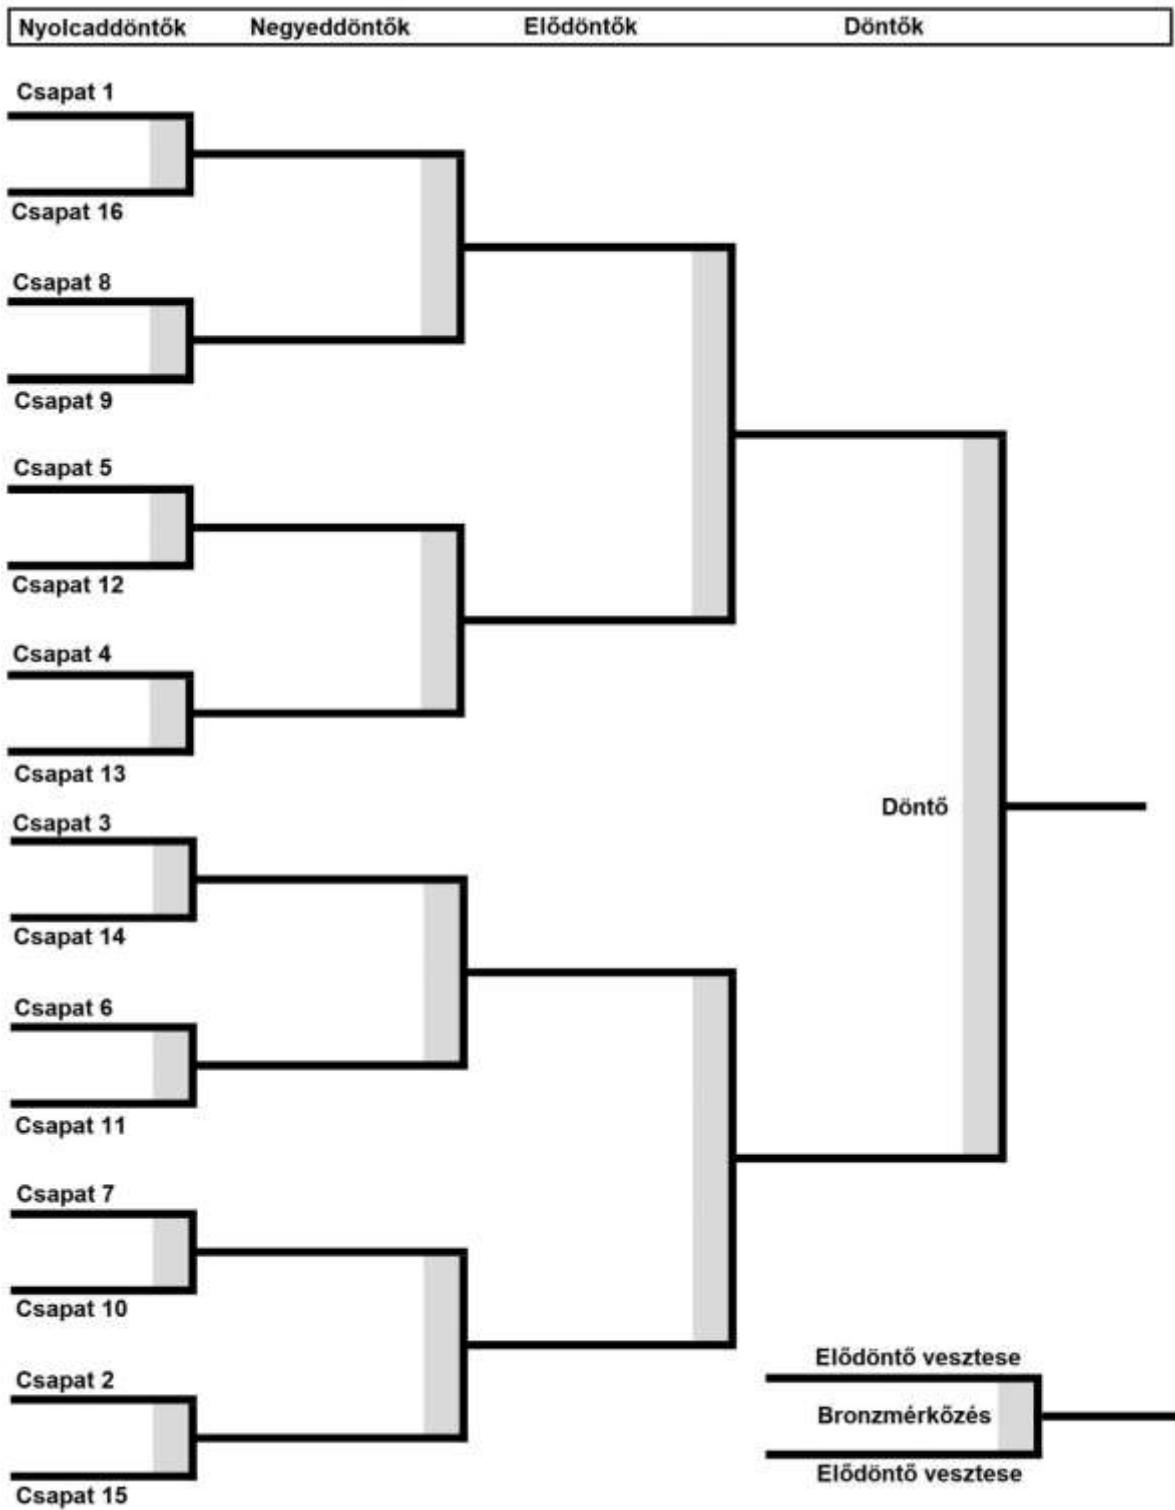 Nyolcaddöntők Negyeddöntők Elődöntők Döntők
Csapat 1
Csapat 16
Csapat 8
Csapat 9
Csapat 5
Csapat 12
Csapat 4
Csapat 13
Döntő
Csapat 3
Csapat 14
Csapat 6
Csapat 11
Csapat 7
Csapat 10
Csapat 2
Csapat 15
Elődöntő vesztese
Bronzmérkőzés
Elődöntő vesztese